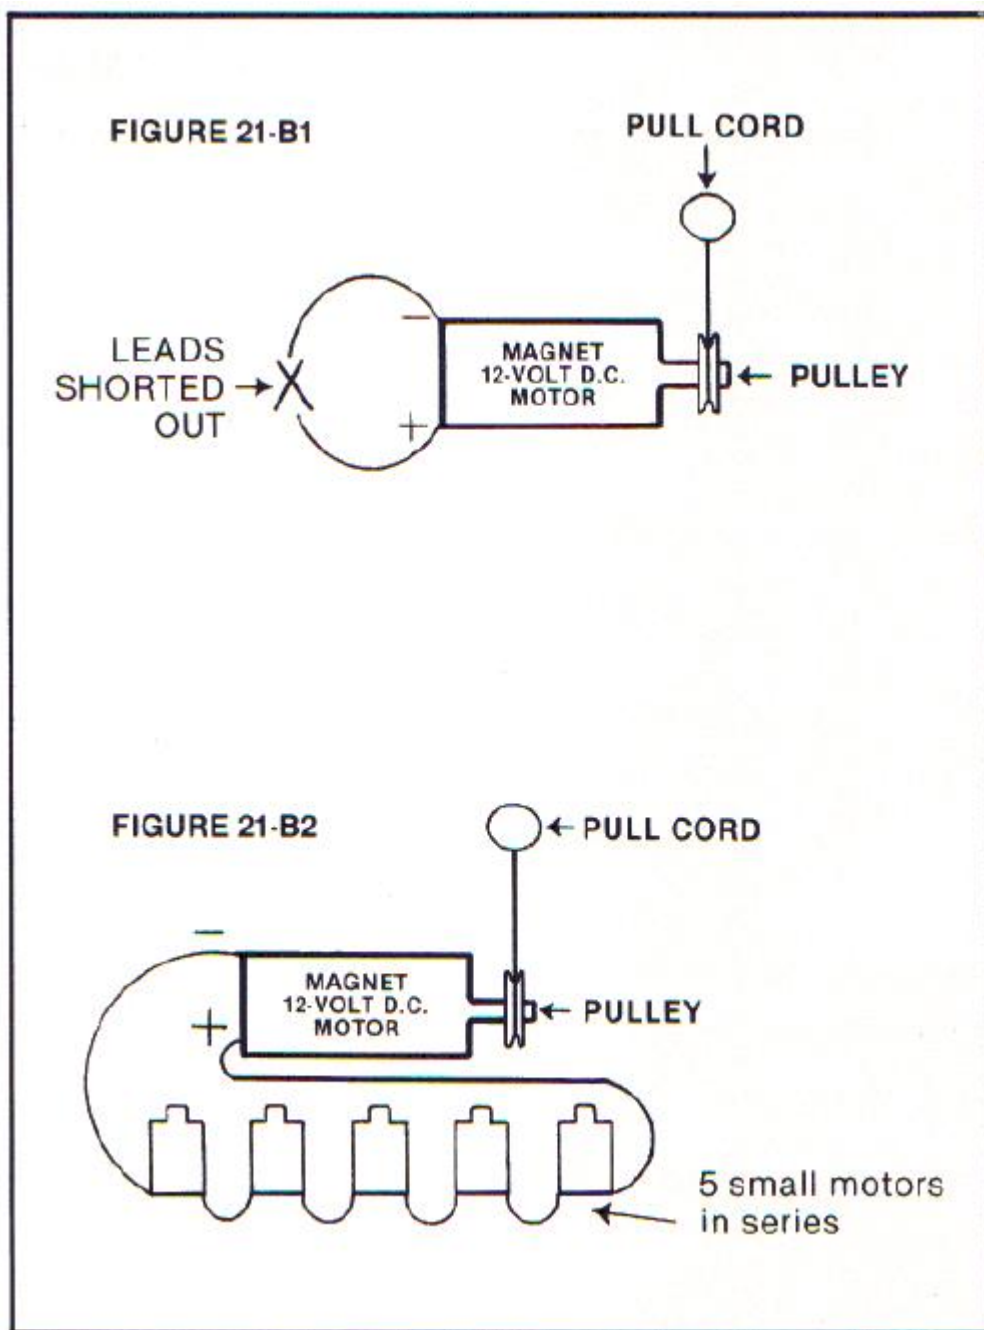 FIGURE 21-B1
PULL CORD
−
LEADS
SHORTED
OUT
+
MAGNET
12-VOLT D.C.
MOTOR
PULLEY
FIGURE 21-B2
PULL CORD
−
+
MAGNET
12-VOLT D.C.
MOTOR
PULLEY
5 small motors
in series